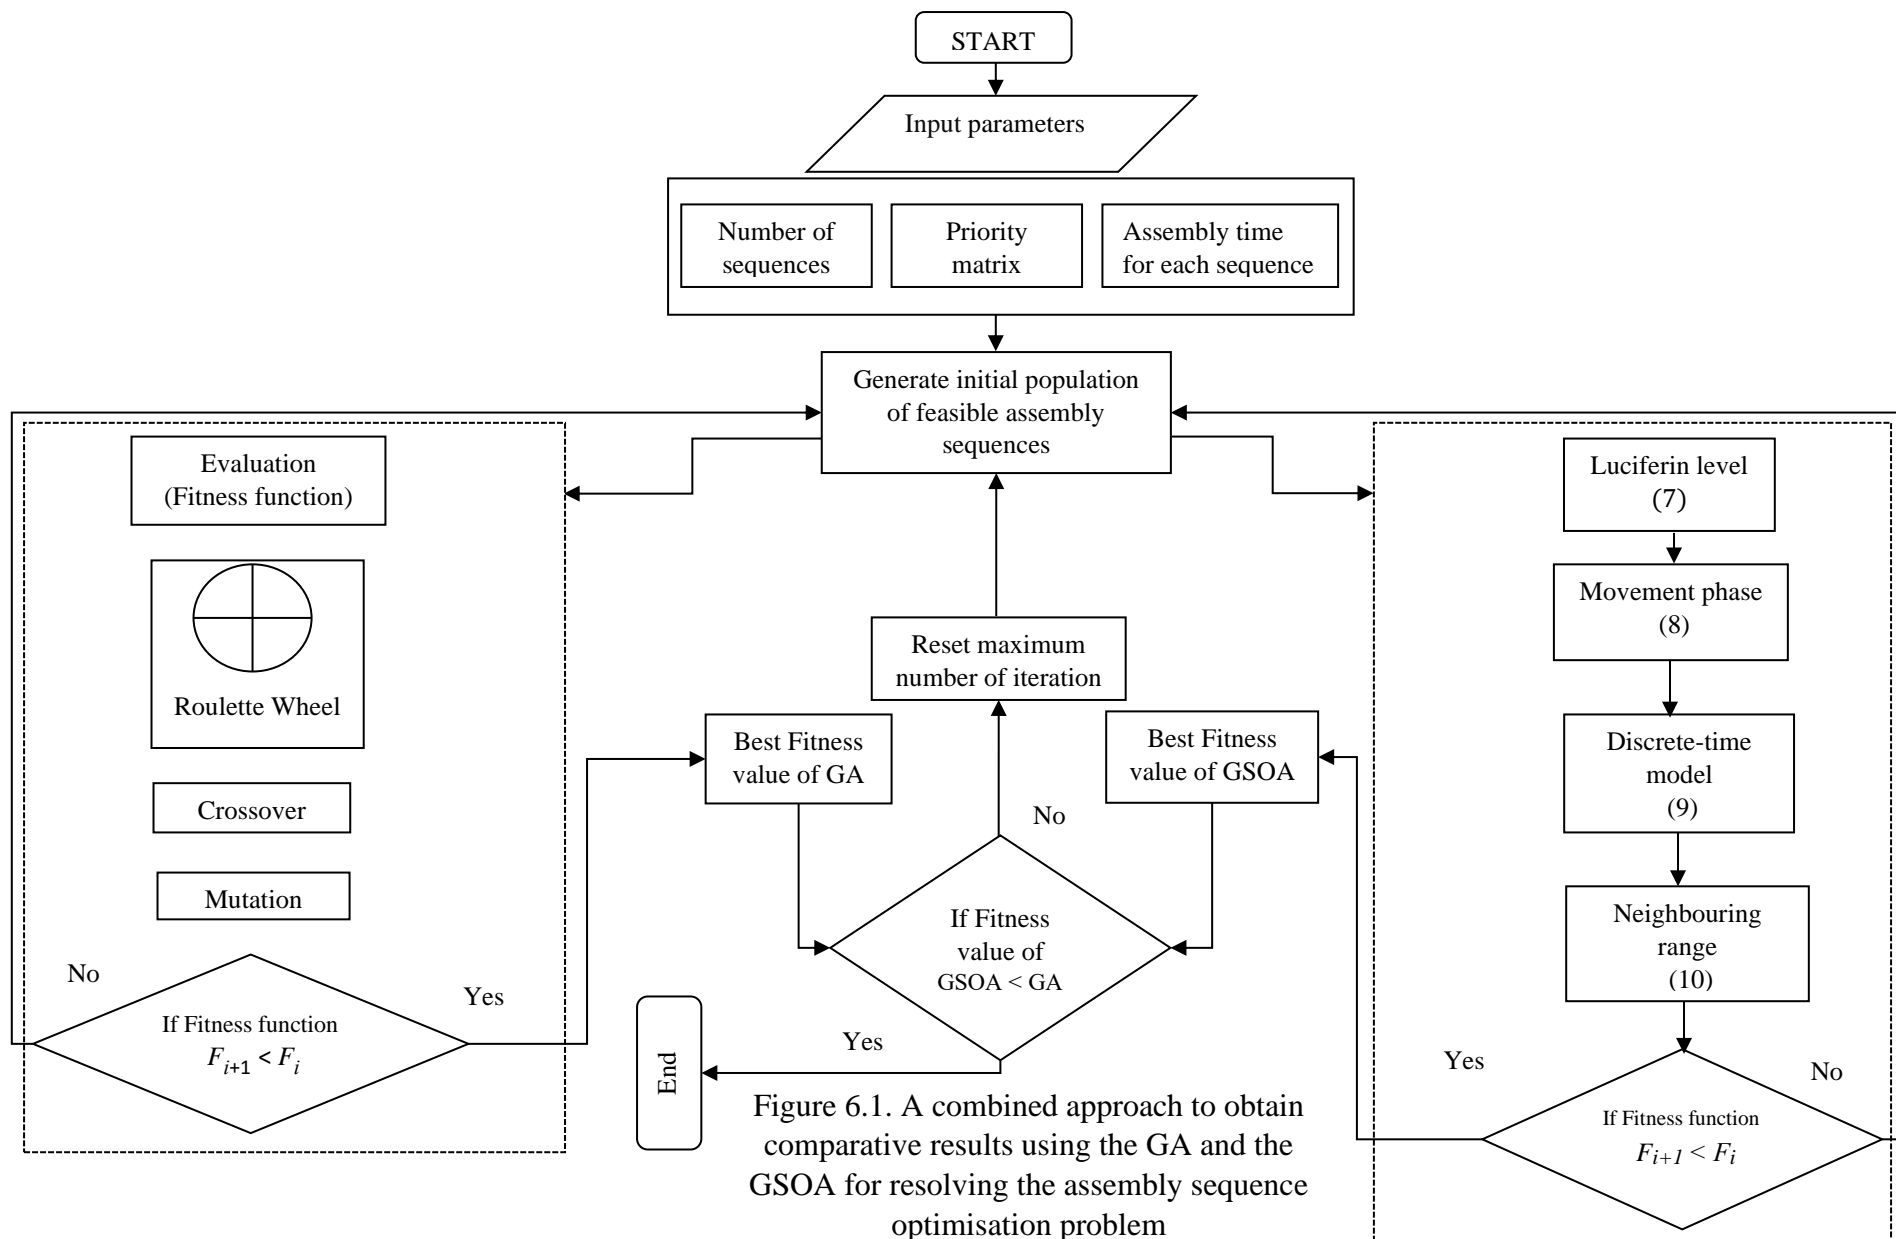 START
Input parameters
Number of
sequences
Priority
matrix
Assembly time
for each sequence
Generate initial population
of feasible assembly
sequences
Evaluation
(Fitness function)
Roulette Wheel
Crossover
Mutation
No
Yes
If Fitness function
F_{i+1} < F_i
Best Fitness
value of GA
Reset maximum
number of iteration
Best Fitness
value of GSOA
No
If Fitness
value of
GSOA < GA
Yes
End
Luciferin level
(7)
Movement phase
(8)
Discrete-time
model
(9)
Neighbouring
range
(10)
Yes
No
If Fitness function
F_{i+1} < F_i
Figure 6.1. A combined approach to obtain
comparative results using the GA and the
GSOA for resolving the assembly sequence
optimisation problem